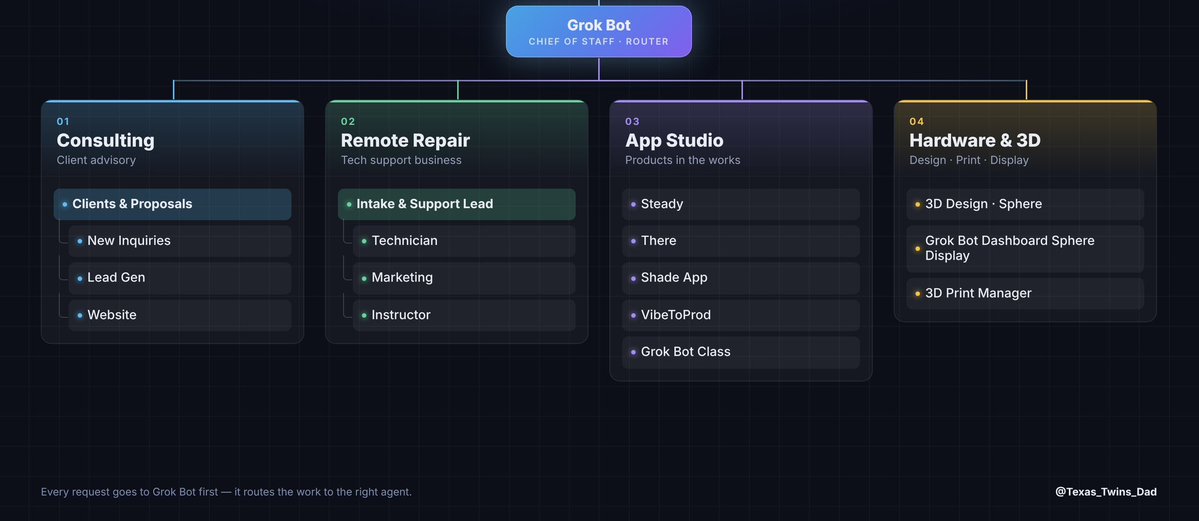 Grok Bot
CHIEF OF STAFF · ROUTER
01
Consulting
Client advisory
Clients & Proposals
New Inquiries
Lead Gen
Website
02
Remote Repair
Tech support business
Intake & Support Lead
Technician
Marketing
Instructor
03
App Studio
Products in the works
Steady
There
Shade App
VibeToProd
Grok Bot Class
04
Hardware & 3D
Design · Print · Display
3D Design · Sphere
Grok Bot Dashboard Sphere
Display
3D Print Manager
Every request goes to Grok Bot first — it routes the work to the right agent.
@Texas_Twins_Dad